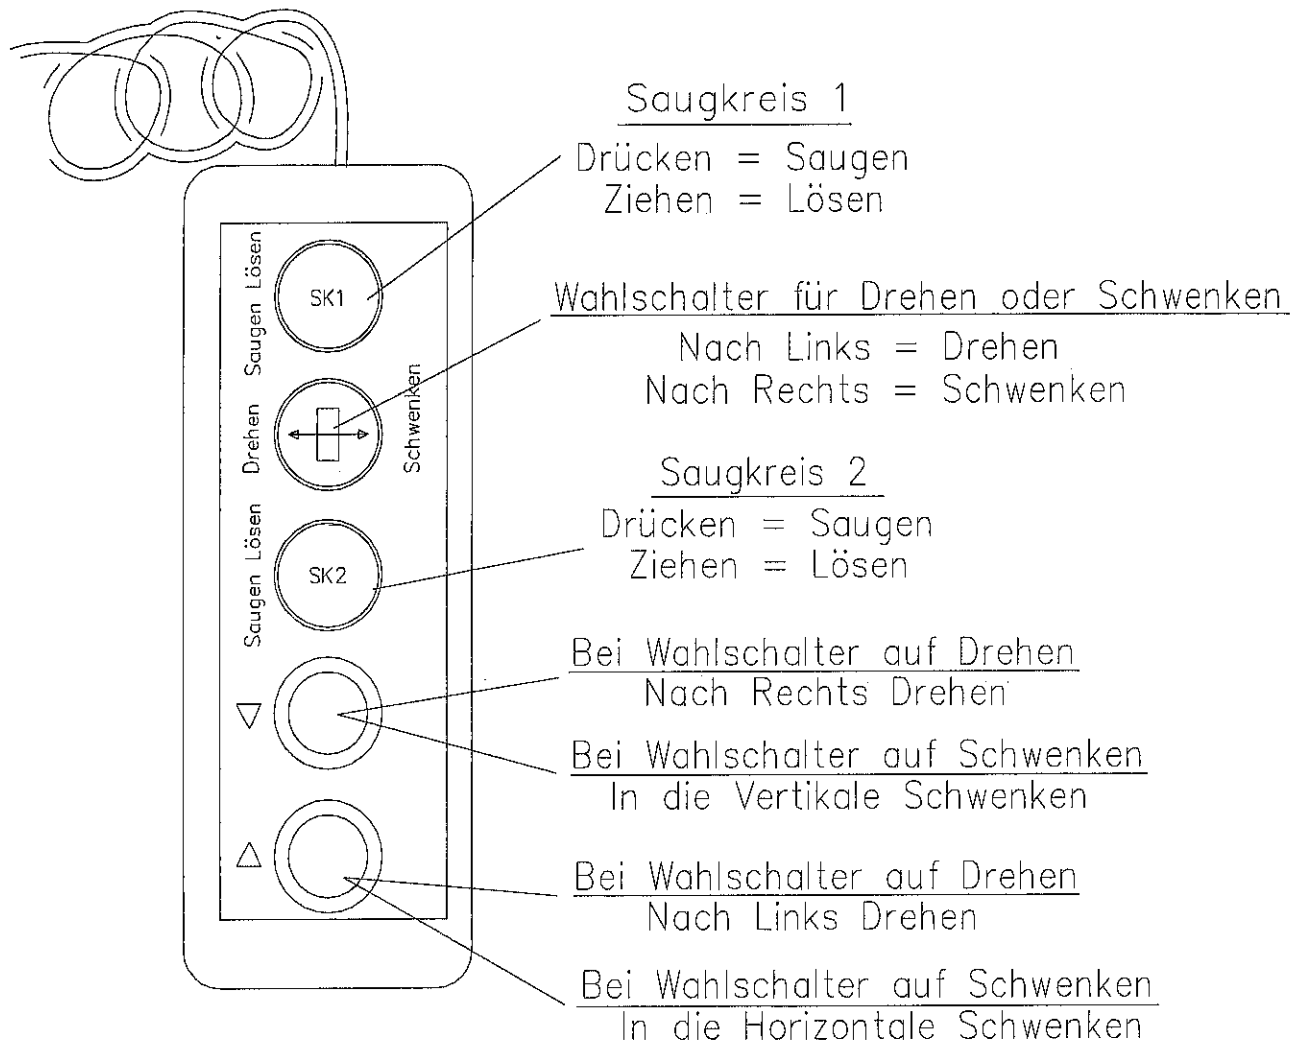 Saugkreis 1
Drücken = Saugen
Ziehen = Lösen
Saugen Lösen
SK1
Wahlschalter für Drehen oder Schwenken
Nach Links = Drehen
Nach Rechts = Schwenken
Drehen
Schwenken
Saugkreis 2
Drücken = Saugen
Ziehen = Lösen
Saugen Lösen
SK2
Bei Wahlschalter auf Drehen
Nach Rechts Drehen
Bei Wahlschalter auf Schwenken
In die Vertikale Schwenken
Bei Wahlschalter auf Drehen
Nach Links Drehen
Bei Wahlschalter auf Schwenken
In die Horizontale Schwenken